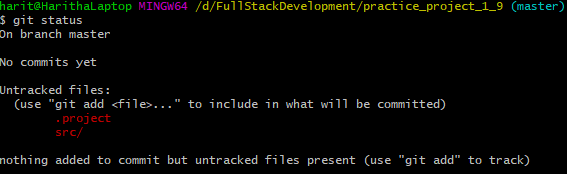 harit@HarithaLaptop MINGW64 /d/FullStackDevelopment/practice_project_1_9 (master)
$ git status
On branch master
No commits yet
Untracked files:
(use "git add <file>..." to include in what will be committed)
.project
src/
nothing added to commit but untracked files present (use "git add" to track)